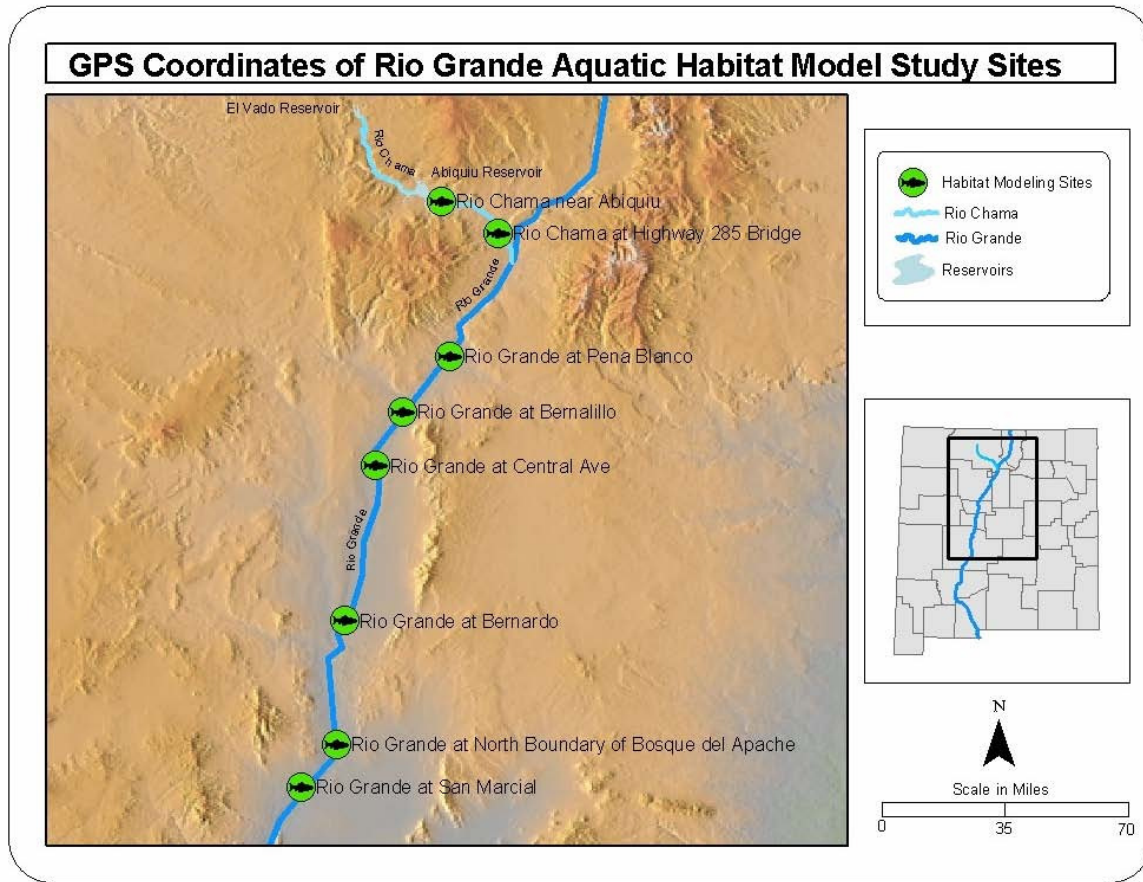 GPS Coordinates of Rio Grande Aquatic Habitat Model Study Sites
El Vado Reservoir
Rio Chama
Abiquiu Reservoir
Rio Chama near Abiquiu
Rio Chama at Highway 285 Bridge
Rio Grande
Rio Grande at Pena Blanco
Rio Grande at Bernalillo
Rio Grande at Central Ave
Rio Grande
Rio Grande at Bernardo
Rio Grande at North Boundary of Bosque del Apache
Rio Grande at San Marcial
Habitat Modeling Sites
Rio Chama
Rio Grande
Reservoirs
N
Scale in Miles
0 35 70